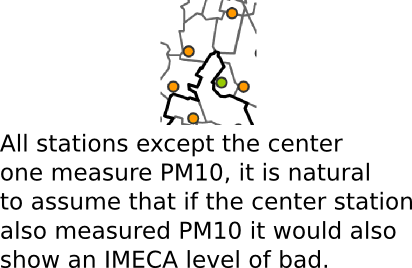 All stations except the center
one measure PM10, it is natural
to assume that if the center station
also measured PM10 it would also
show an IMECA level of bad.